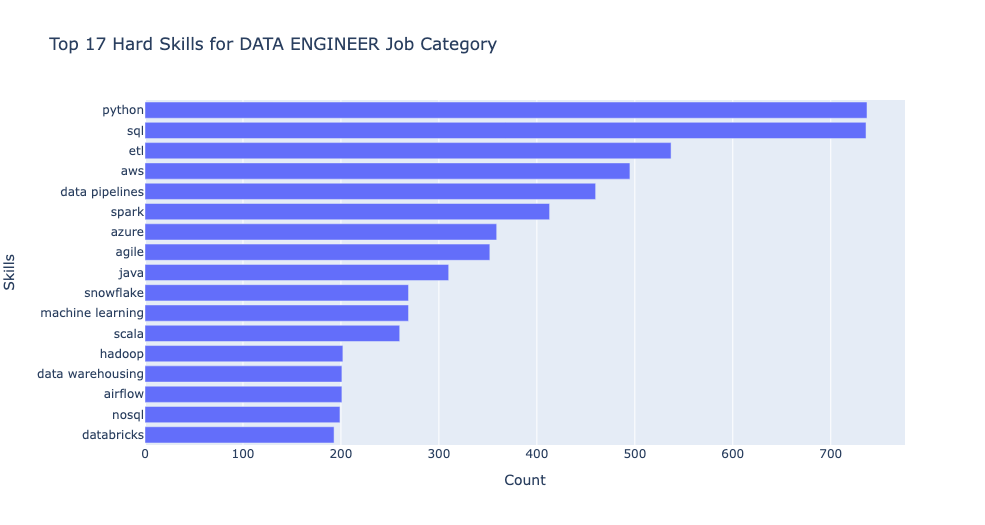 Top 17 Hard Skills for DATA ENGINEER Job Category
Skills
python
sql
etl
aws
data pipelines
spark
azure
agile
java
snowflake
machine learning
scala
hadoop
data warehousing
airflow
nosql
databricks
0 100 200 300 400 500 600 700
Count